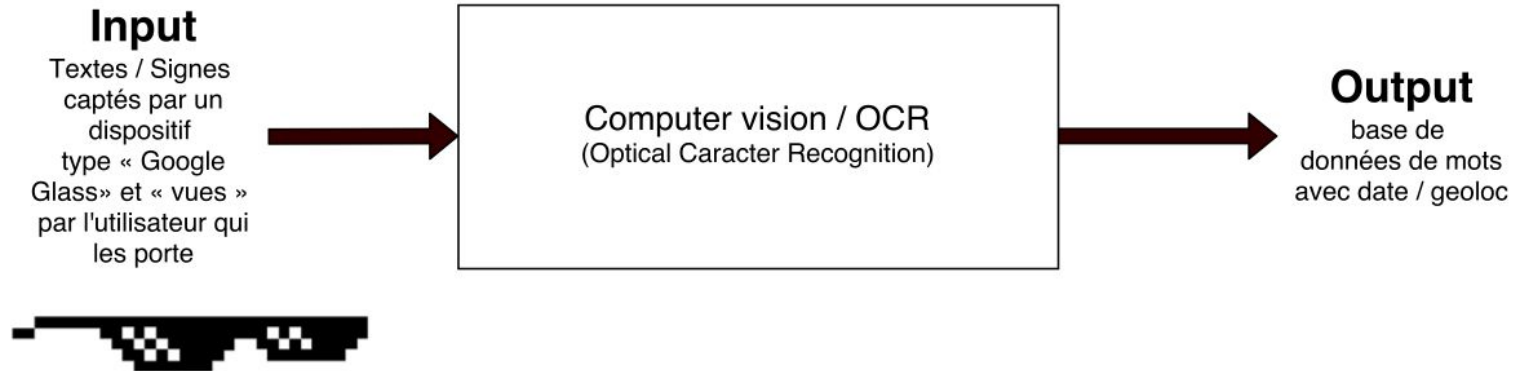 Input
Textes / Signes
captés par un
dispositif
type « Google
Glass» et « vues »
par l'utilisateur qui
les porte
Computer vision / OCR
(Optical Caracter Recognition)
Output
base de
données de mots
avec date / geoloc